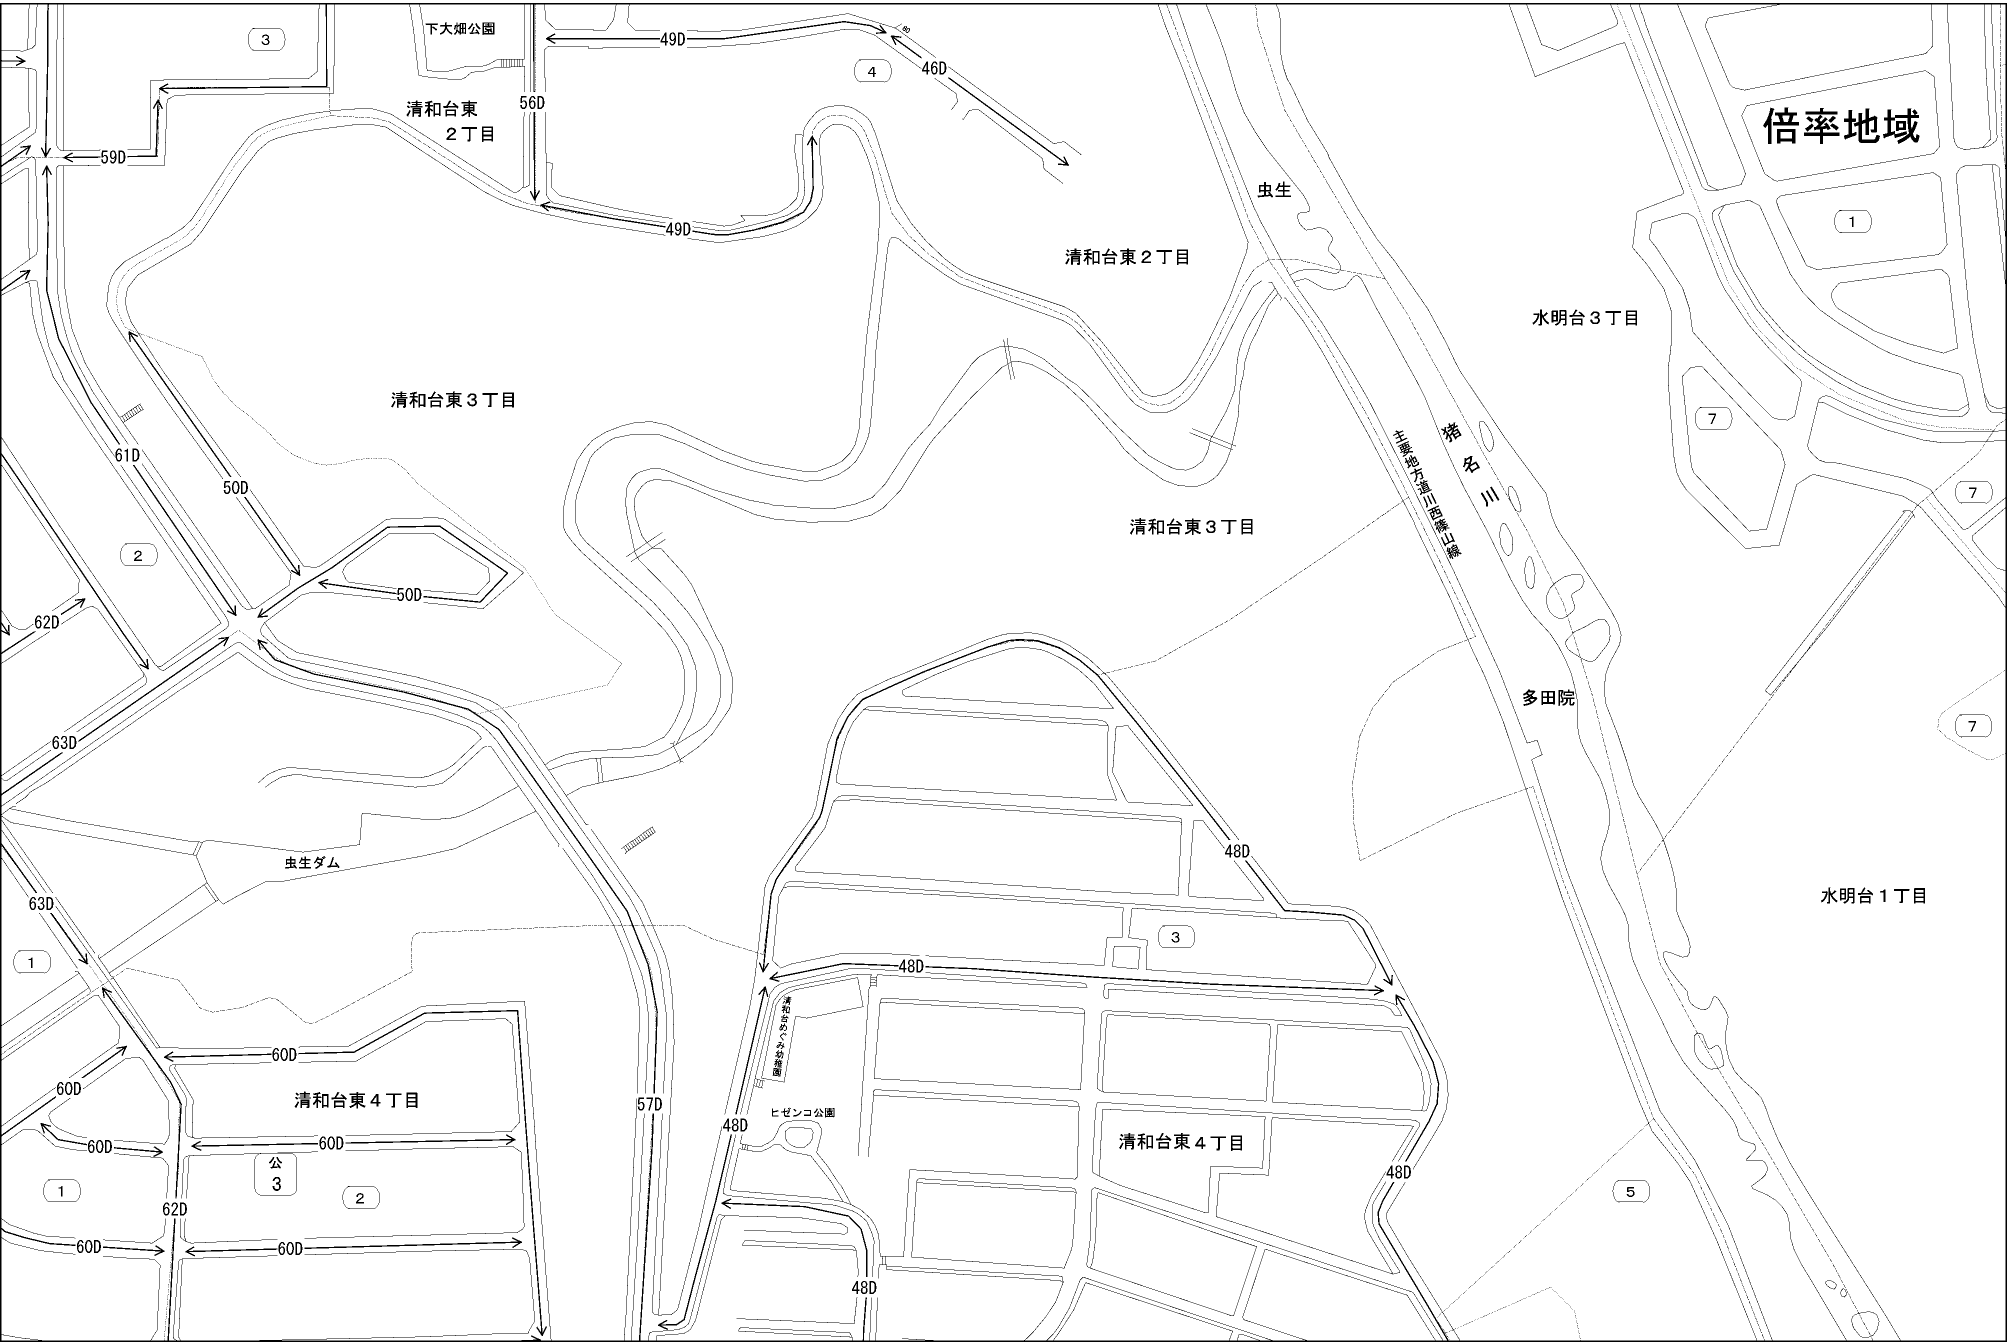 下大畑公園
3
49D
60
4
46D
56D
清和台東
2丁目
倍率地域
59D
虫生
1
49D
清和台東2丁目
水明台3丁目
清和台東3丁目
7
猪名川
主要地方道川西篠山線
61D
50D
7
清和台東3丁目
2
50D
62D
多田院
7
63D
48D
虫生ダム
水明台1丁目
63D
3
1
48D
清和台めぐみ幼稚園
60D
60D
清和台東4丁目
57D
ヒゼンコ公園
48D
60D
60D
清和台東4丁目
公
3
48D
1
2
5
62D
60D
60D
48D